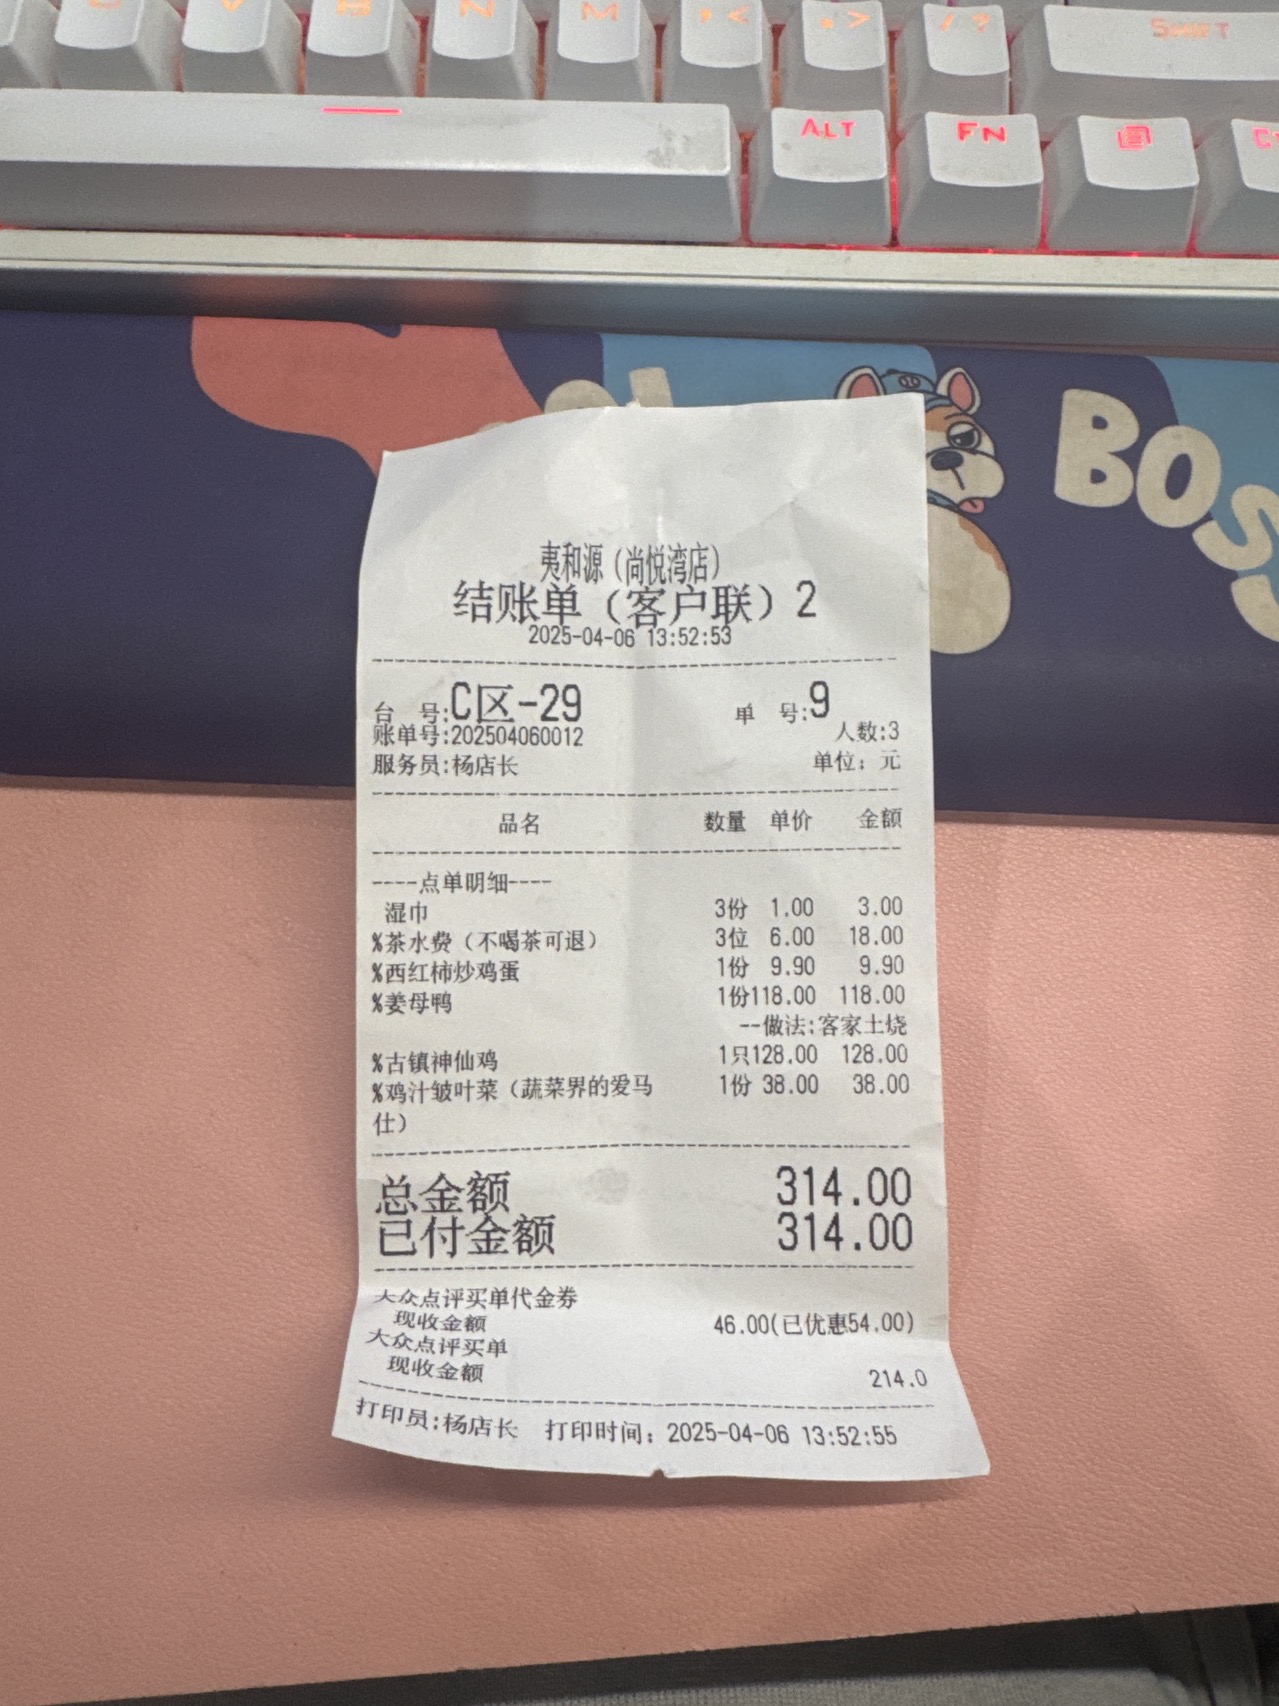 V B N M , < . > / ? SHIFT
ALT FN
BOS
夷和源（尚悦湾店）
结账单（客户联）2
2025-04-06 13:52:53
台 号:C区-29 单 号:9
账单号:202504060012 人数:3
服务员:杨店长 单位：元
品名 数量 单价 金额
----点单明细----
湿巾 3份 1.00 3.00
%茶水费（不喝茶可退） 3位 6.00 18.00
%西红柿炒鸡蛋 1份 9.90 9.90
%姜母鸭 1份118.00 118.00
--做法:客家土烧
%古镇神仙鸡 1只128.00 128.00
%鸡汁皱叶菜（蔬菜界的爱马 1份 38.00 38.00
仕）
总金额 314.00
已付金额 314.00
大众点评买单代金券
现收金额 46.00(已优惠54.00)
大众点评买单
现收金额 214.0
打印员:杨店长 打印时间：2025-04-06 13:52:55